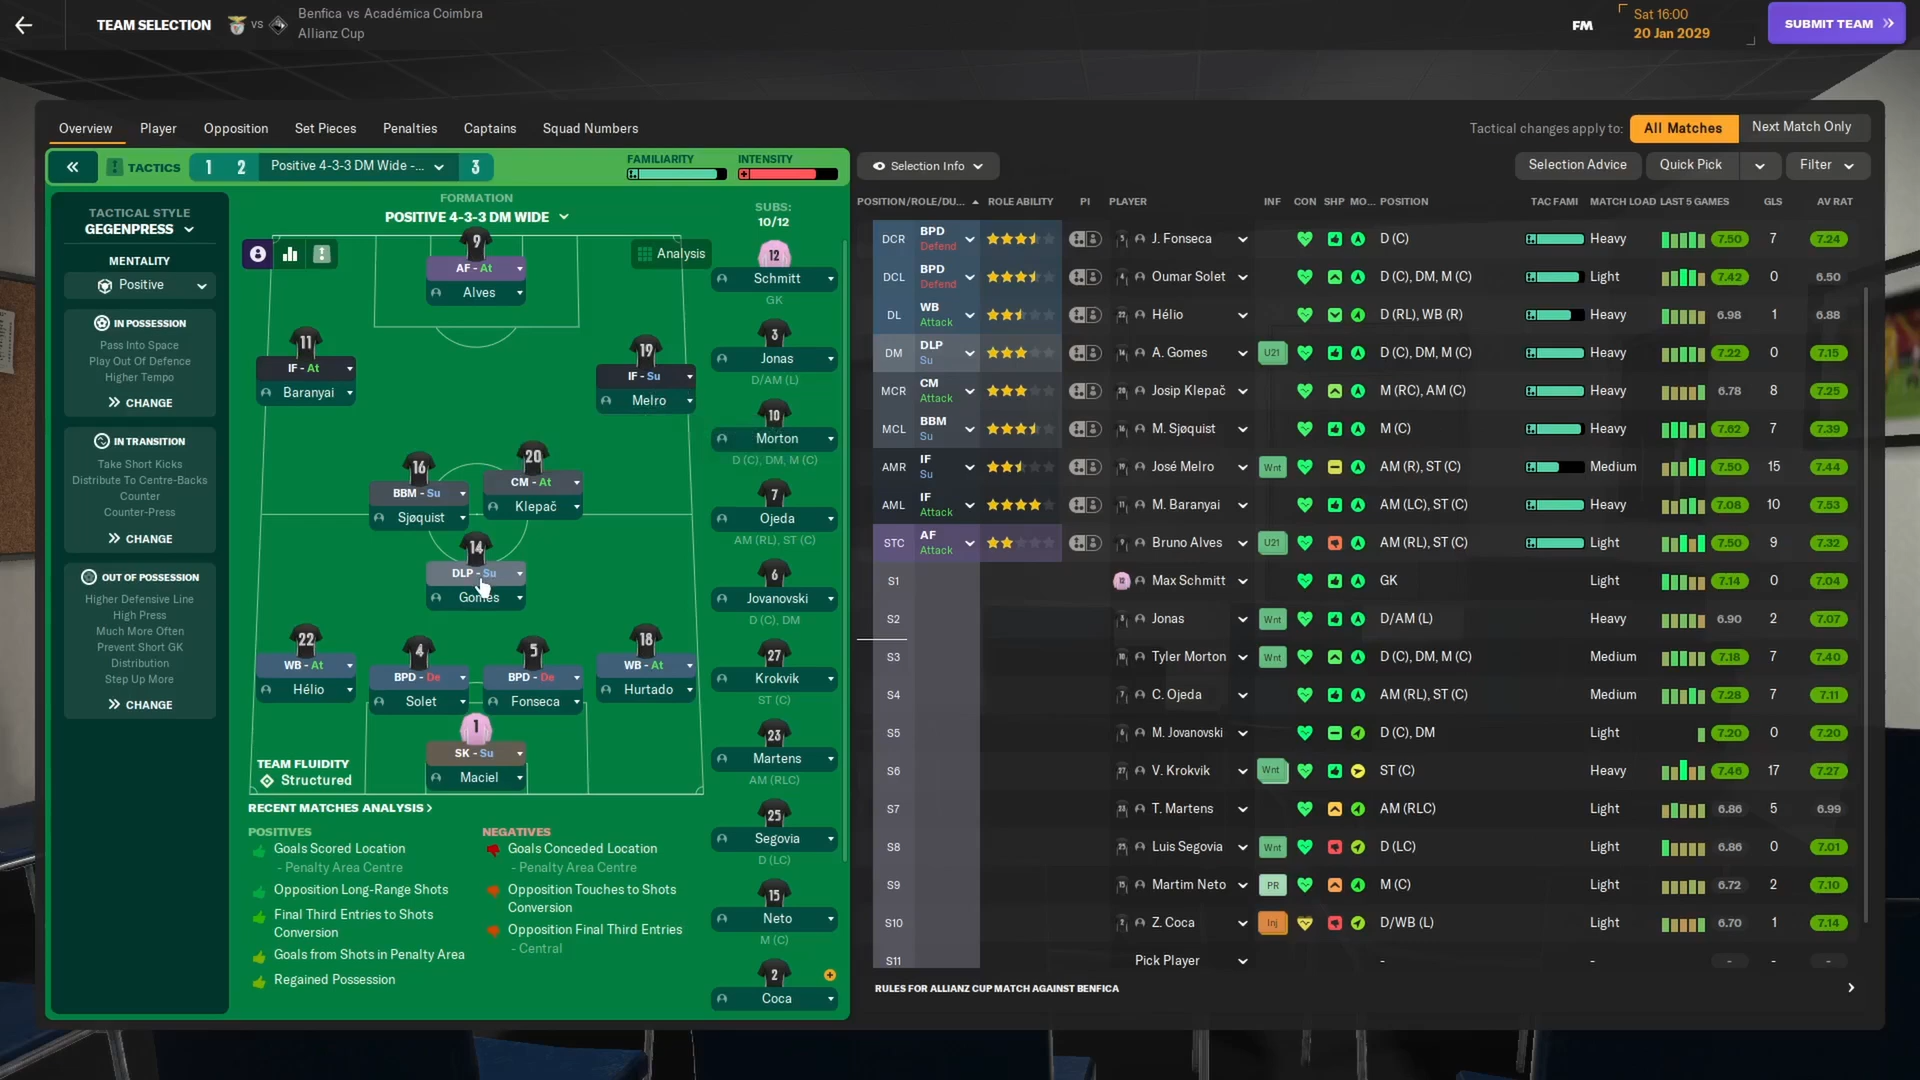 TEAM SELECTION
vs
Benfica vs Académica Coimbra
Allianz Cup
FM
Sat 16:00
20 Jan 2029
SUBMIT TEAM
Overview
Player
Opposition
Set Pieces
Penalties
Captains
Squad Numbers
Tactical changes apply to:
All Matches
Next Match Only
TACTICS
1
2
Positive 4-3-3 DM Wide -...
3
FAMILIARITY
INTENSITY
Selection Info
Selection Advice
Quick Pick
Filter
TACTICAL STYLE
GEGENPRESS
MENTALITY
Positive
IN POSSESSION
Pass Into Space
Play Out Of Defence
Higher Tempo
CHANGE
IN TRANSITION
Take Short Kicks
Distribute To Centre-Backs
Counter
Counter-Press
CHANGE
OUT OF POSSESSION
Higher Defensive Line
High Press
Much More Often
Prevent Short GK
Distribution
Step Up More
CHANGE
FORMATION
POSITIVE 4-3-3 DM WIDE
Analysis
9
AF - At
Alves
11
IF - At
Baranyai
19
IF - Su
Melro
16
BBM - Su
Sjøquist
20
CM - At
Klepač
14
DLP - Su
Gomes
22
WB - At
Hélio
4
BPD - De
Solet
5
BPD - De
Fonseca
18
WB - At
Hurtado
1
SK - Su
Maciel
TEAM FLUIDITY
Structured
SUBS:
10/12
12
Schmitt
GK
3
Jonas
D/AM (L)
10
Morton
D (C), DM, M (C)
7
Ojeda
AM (RL), ST (C)
6
Jovanovski
D (C), DM
27
Krokvik
ST (C)
23
Martens
AM (RLC)
25
Segovia
D (LC)
15
Neto
M (C)
2
Coca
RECENT MATCHES ANALYSIS >
POSITIVES
Goals Scored Location
- Penalty Area Centre
Opposition Long-Range Shots
Final Third Entries to Shots
Conversion
Goals from Shots in Penalty Area
Regained Possession
NEGATIVES
Goals Conceded Location
- Penalty Area Centre
Opposition Touches to Shots
Conversion
Opposition Final Third Entries
- Central
POSITION/ROLE/DU... ROLE ABILITY PI PLAYER INF CON SHP MO... POSITION TAC FAMI MATCH LOAD LAST 5 GAMES GLS AV RAT
DCR BPD Defend J. Fonseca D (C) Heavy 7.50 7 7.24
DCL BPD Defend Oumar Solet D (C), DM, M (C) Light 7.42 0 6.50
DL WB Attack Hélio D (RL), WB (R) Heavy 6.98 1 6.88
DM DLP Su A. Gomes U21 D (C), DM, M (C) Heavy 7.22 0 7.15
MCR CM Attack Josip Klepač M (RC), AM (C) Heavy 6.78 8 7.25
MCL BBM Su M. Sjøquist M (C) Heavy 7.62 7 7.39
AMR IF Su José Melro Wnt AM (R), ST (C) Medium 7.50 15 7.44
AML IF Attack M. Baranyai AM (LC), ST (C) Heavy 7.08 10 7.53
STC AF Attack Bruno Alves U21 AM (RL), ST (C) Light 7.50 9 7.32
S1 Max Schmitt GK Light 7.14 0 7.04
S2 Jonas Wnt D/AM (L) Heavy 6.90 2 7.07
S3 Tyler Morton Wnt D (C), DM, M (C) Medium 7.18 7 7.40
S4 C. Ojeda AM (RL), ST (C) Medium 7.28 7 7.11
S5 M. Jovanovski D (C), DM Light 7.20 0 7.20
S6 V. Krokvik Wnt ST (C) Heavy 7.46 17 7.27
S7 T. Martens AM (RLC) Light 6.86 5 6.99
S8 Luis Segovia Wnt D (LC) Light 6.86 0 7.01
S9 Martim Neto PR M (C) Light 6.72 2 7.10
S10 Z. Coca Inj D/WB (L) Light 6.70 1 7.14
S11 Pick Player - - - - -
RULES FOR ALLIANZ CUP MATCH AGAINST BENFICA